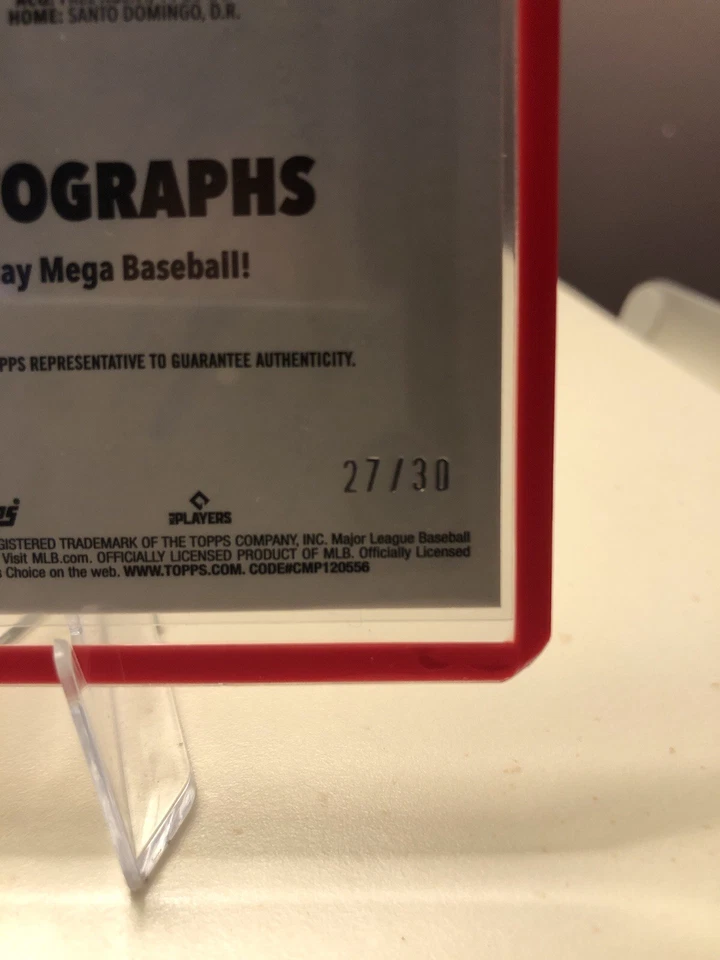 HOME: SANTO DOMINGO, D.R.
OGRAPHS
ay Mega Baseball!
PPS REPRESENTATIVE TO GUARANTEE AUTHENTICITY.
27/30
PLAYERS
GISTERED TRADEMARK OF THE TOPPS COMPANY, INC. Major League Baseball
Visit MLB.com. OFFICIALLY LICENSED PRODUCT OF MLB. Officially Licensed
Choice on the web. WWW.TOPPS.COM. CODE#CMP120556